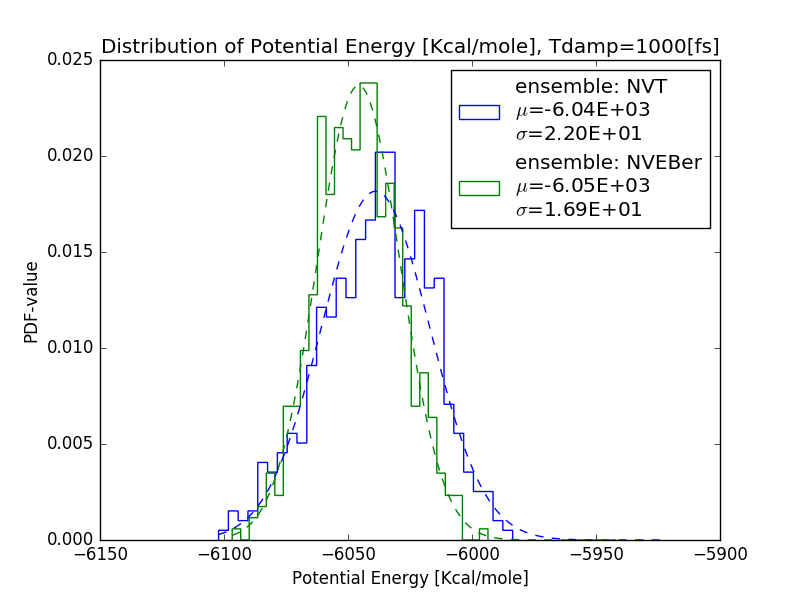 Distribution of Potential Energy [Kcal/mole], Tdamp=1000[fs]
0.025
0.020
0.015
0.010
0.005
0.000
PDF-value
ensemble: NVT
μ=-6.04E+03
σ=2.20E+01
ensemble: NVEBer
μ=-6.05E+03
σ=1.69E+01
−6150 −6100 −6050 −6000 −5950 −5900
Potential Energy [Kcal/mole]